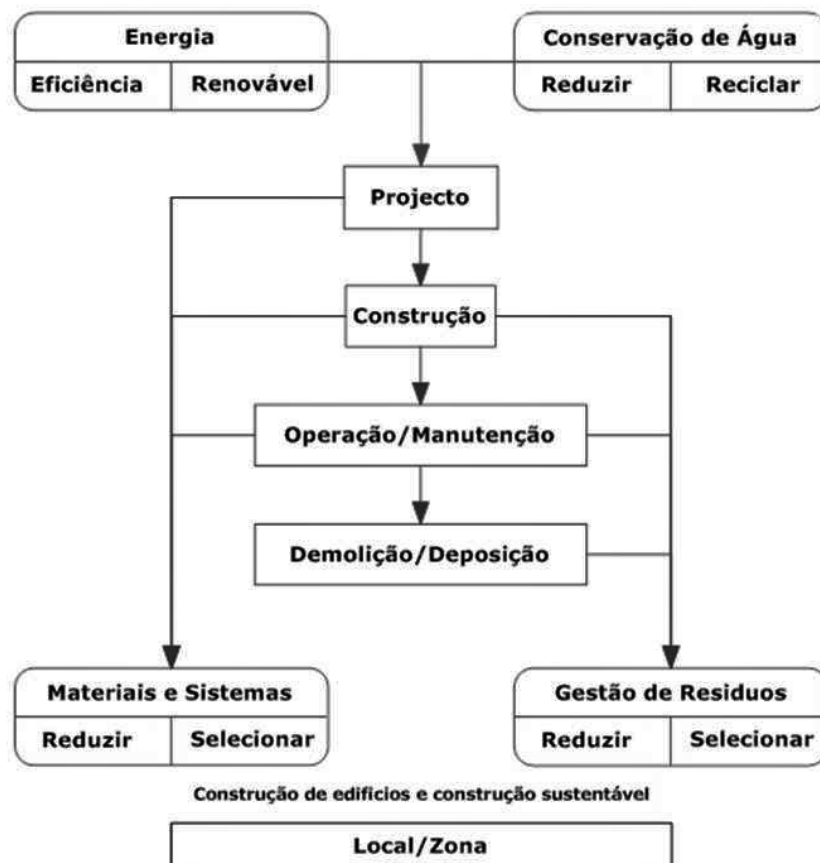 Energia
Conservação de Água
Eficiência
Renovável
Reduzir
Reciclar
Projecto
Construção
Operação/Manutenção
Demolição/Deposição
Materiais e Sistemas
Gestão de Residuos
Reduzir
Selecionar
Reduzir
Selecionar
Construção de edificios e construção sustentável
Local/Zona